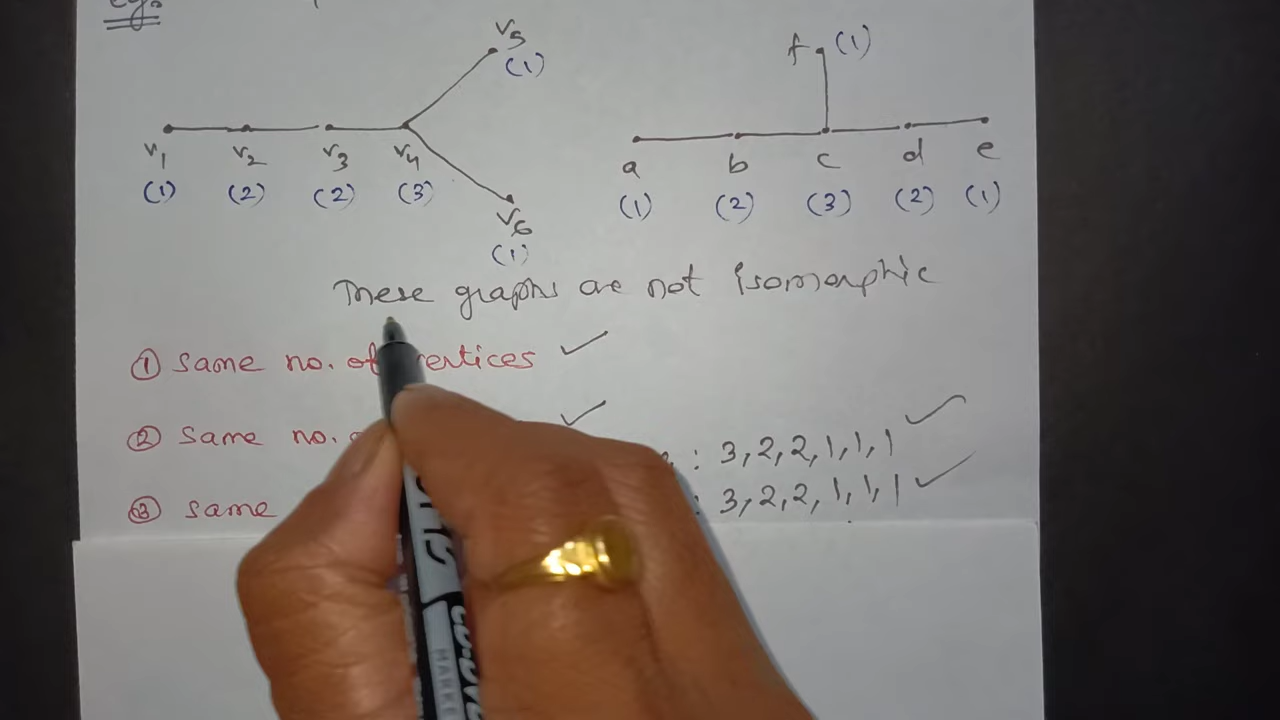 v5
f (1)
(1)
v1 v2 v3 v4
a b c d e
(1) (2) (2) (3)
(1) (2) (3) (2) (1)
v6
(1)
These graphs are not isomorphic
① same no. of vertices ✓
② same no. ✓
: 3,2,2,1,1,1 ✓
③ same
: 3,2,2,1,1,1 ✓